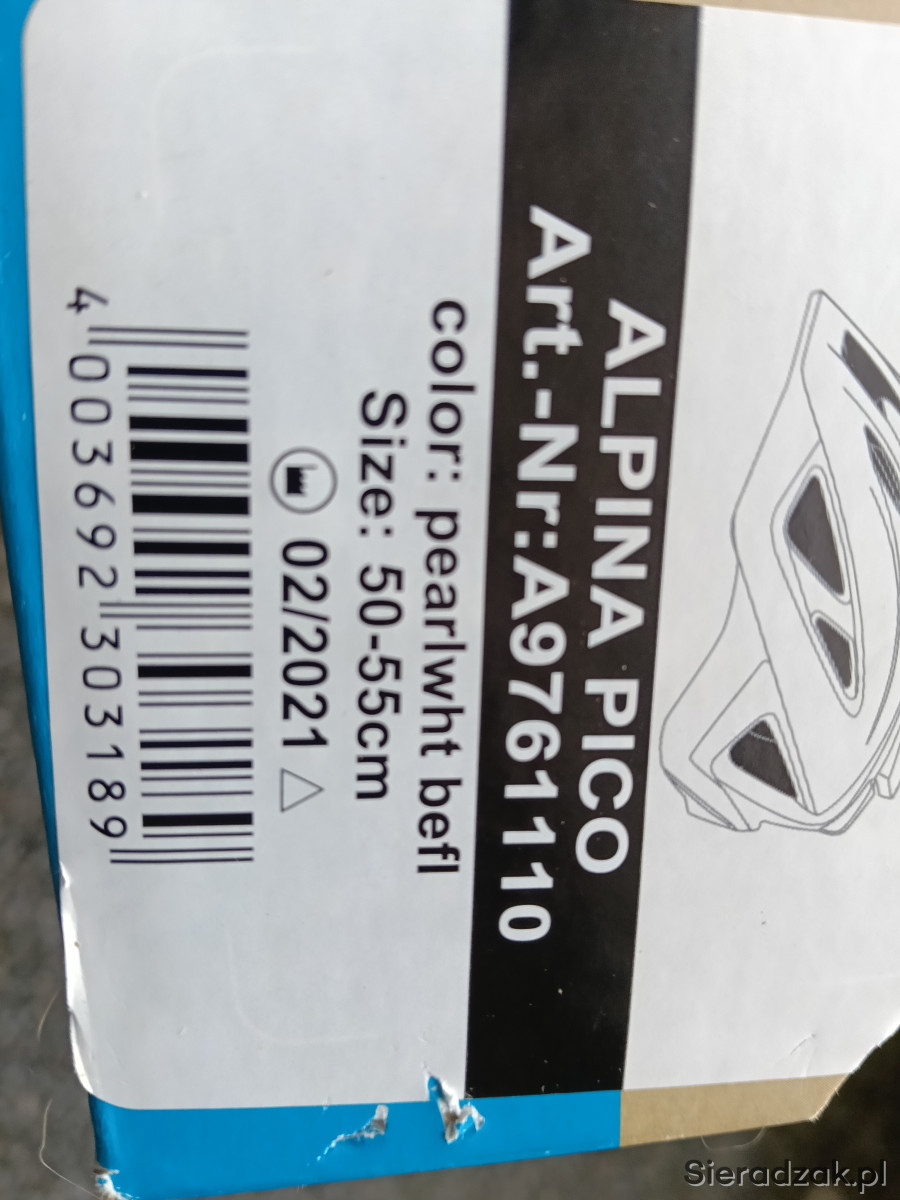 ALPINA PICO
Art.-Nr:A9761110
color: pearlwht befl
Size: 50-55cm
02/2021
4 003692 303189
Sieradzak.pl